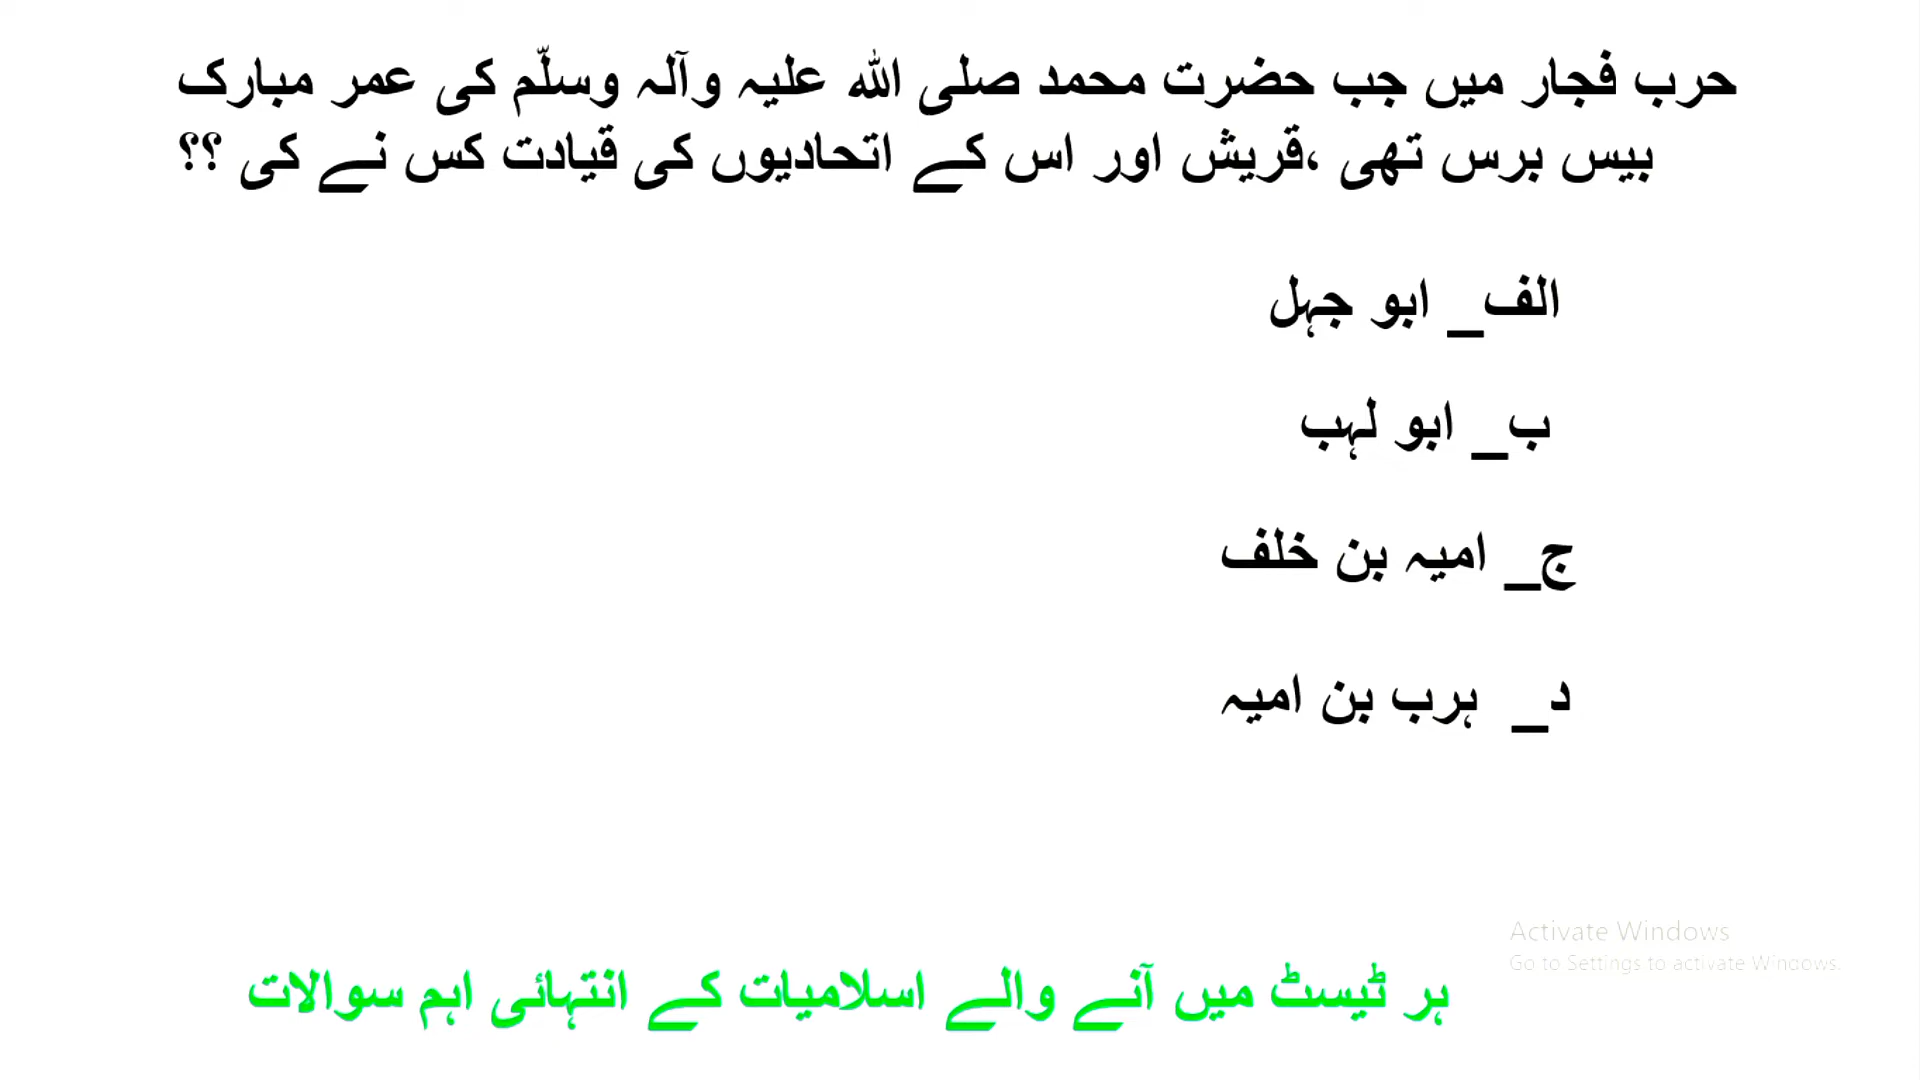 حرب فجار میں جب حضرت محمد صلی اللہ علیہ وآلہ وسلّم کی عمر مبارک
بیس برس تھی ،قریش اور اس کے اتحادیوں کی قیادت کس نے کی ؟؟
الف_ ابو جہل
ب_ ابو لہب
ج_ امیہ بن خلف
د_ ہرب بن امیہ
Activate Windows
Go to Settings to activate Windows.
ہر ٹیسٹ میں آنے والے اسلامیات کے انتہائی اہم سوالات